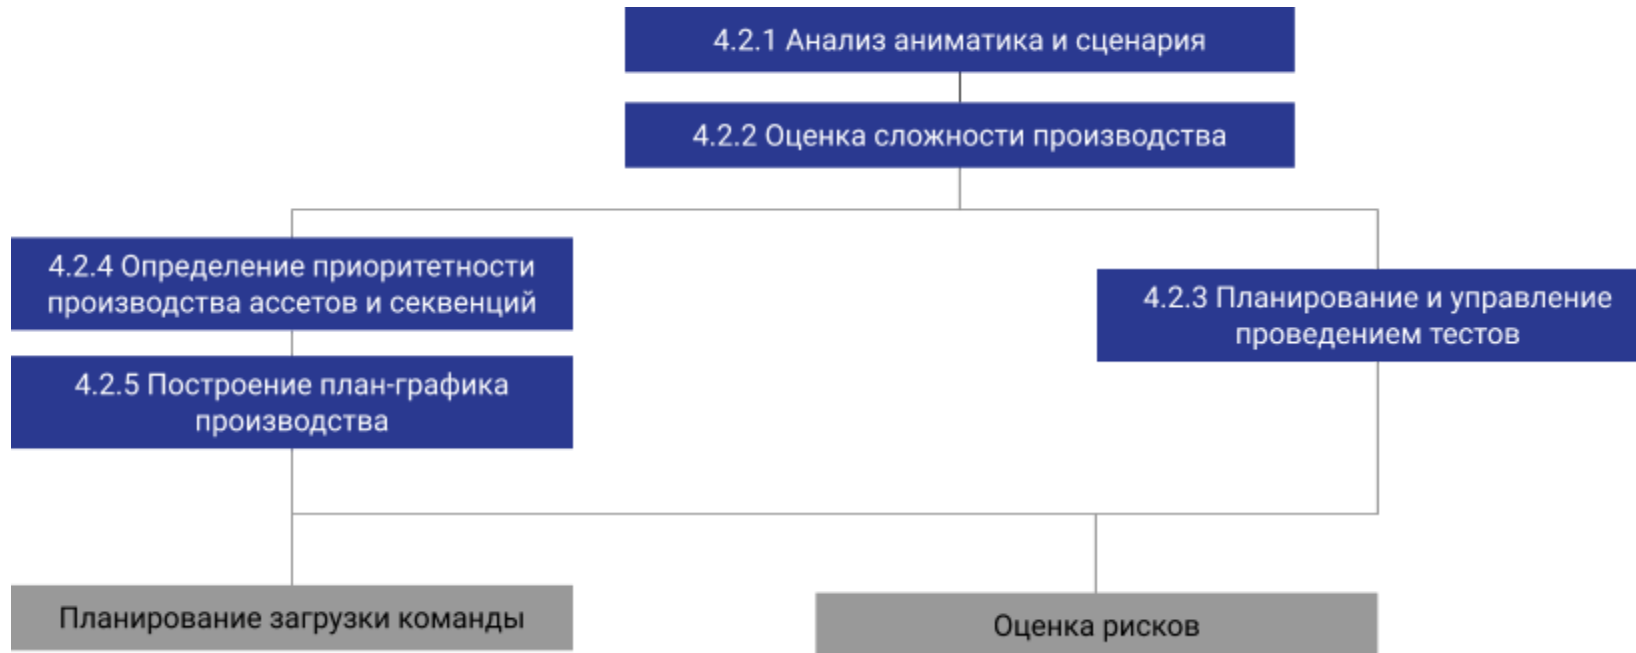 4.2.1 Анализ аниматика и сценария
4.2.2 Оценка сложности производства
4.2.4 Определение приоритетности
производства ассетов и секвенций
4.2.3 Планирование и управление
проведением тестов
4.2.5 Построение план-графика
производства
Планирование загрузки команды
Оценка рисков